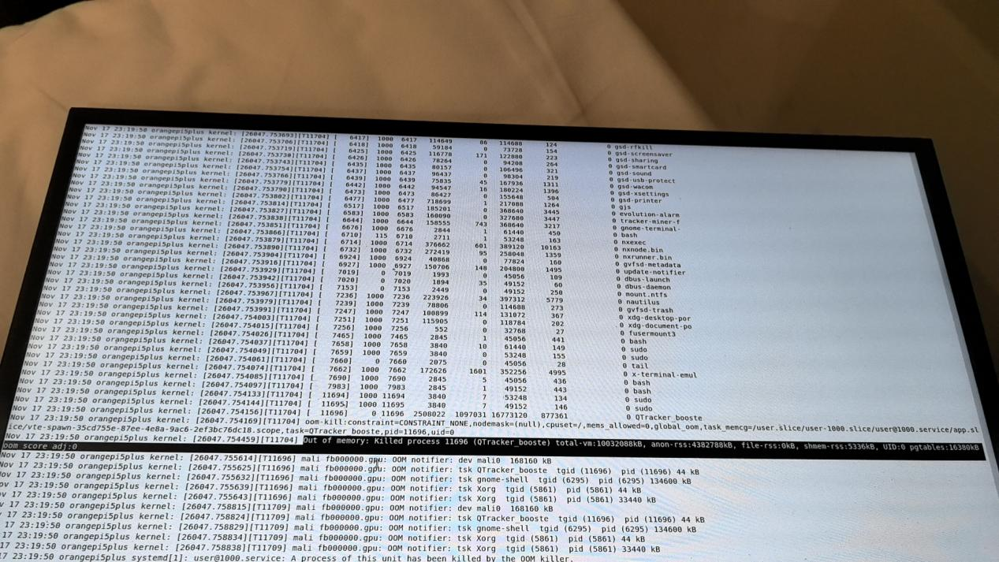 Nov 17 23:19:50 orangepi5plus kernel: [26047.753693][T11704] [   6417]  1000  6417   114649       86   114688      124             0 gsd-rfkill
Nov 17 23:19:50 orangepi5plus kernel: [26047.753706][T11704] [   6418]  1000  6418    59184        0    73728      154             0 gsd-screensaver
Nov 17 23:19:50 orangepi5plus kernel: [26047.753719][T11704] [   6425]  1000  6425   116778      171   122880      223             0 gsd-sharing
Nov 17 23:19:50 orangepi5plus kernel: [26047.753730][T11704] [   6426]  1000  6426    78264        0    94208      264             0 gsd-smartcard
Nov 17 23:19:50 orangepi5plus kernel: [26047.753743][T11704] [   6435]  1000  6435    80157        0   106496      321             0 gsd-sound
Nov 17 23:19:50 orangepi5plus kernel: [26047.753754][T11704] [   6437]  1000  6437    96437        0    98304      219             0 gsd-usb-protect
Nov 17 23:19:50 orangepi5plus kernel: [26047.753766][T11704] [   6439]  1000  6439    75835       45   167936     1311             0 gsd-wacom
Nov 17 23:19:50 orangepi5plus kernel: [26047.753779][T11704] [   6442]  1000  6442    94547       16   180224     1396             0 gsd-xsettings
Nov 17 23:19:50 orangepi5plus kernel: [26047.753790][T11704] [   6473]  1000  6473    86427        0   155648      504             0 gsd-printer
Nov 17 23:19:50 orangepi5plus kernel: [26047.753802][T11704] [   6477]  1000  6477   718699        1   217088     1264             0 gjs
Nov 17 23:19:50 orangepi5plus kernel: [26047.753814][T11704] [   6517]  1000  6517   185201        0   368640     3445             0 evolution-alarm
Nov 17 23:19:50 orangepi5plus kernel: [26047.753827][T11704] [   6583]  1000  6583   160090        0   327680     3447             0 tracker-miner-f
Nov 17 23:19:50 orangepi5plus kernel: [26047.753838][T11704] [   6644]  1000  6644   158555      743   368640     3217             0 gnome-terminal-
Nov 17 23:19:50 orangepi5plus kernel: [26047.753851][T11704] [   6676]  1000  6676     2844        1    61440      450             0 bash
Nov 17 23:19:50 orangepi5plus kernel: [26047.753866][T11704] [   6710]   115  6710     2711        1    53248      163             0 nxexec
Nov 17 23:19:50 orangepi5plus kernel: [26047.753879][T11704] [   6714]  1000  6714   376662      601   389120    10163             0 nxnode.bin
Nov 17 23:19:50 orangepi5plus kernel: [26047.753890][T11704] [   6732]  1000  6732   272419       95   258048     1359             0 nxrunner.bin
Nov 17 23:19:50 orangepi5plus kernel: [26047.753904][T11704] [   6924]  1000  6924    40868        0    77824      160             0 gvfsd-metadata
Nov 17 23:19:50 orangepi5plus kernel: [26047.753916][T11704] [   6927]  1000  6927   150706      148   204800     1495             0 update-notifier
Nov 17 23:19:50 orangepi5plus kernel: [26047.753929][T11704] [   7019]     0  7019     1993        0    45056      109             0 dbus-launch
Nov 17 23:19:50 orangepi5plus kernel: [26047.753942][T11704] [   7020]     0  7020     1894       35    49152       60             0 dbus-daemon
Nov 17 23:19:50 orangepi5plus kernel: [26047.753956][T11704] [   7153]     0  7153     2449        0    49152      250             0 mount.ntfs
Nov 17 23:19:50 orangepi5plus kernel: [26047.753967][T11704] [   7236]  1000  7236   223926       34   397312     5779             0 nautilus
Nov 17 23:19:50 orangepi5plus kernel: [26047.753979][T11704] [   7239]  1000  7239    78806        0   114688      273             0 gvfsd-trash
Nov 17 23:19:50 orangepi5plus kernel: [26047.753991][T11704] [   7247]  1000  7247   100899      114   131072      367             0 xdg-desktop-por
Nov 17 23:19:50 orangepi5plus kernel: [26047.754003][T11704] [   7251]  1000  7251   115905        0   118784      202             0 xdg-document-po
Nov 17 23:19:50 orangepi5plus kernel: [26047.754015][T11704] [   7256]  1000  7256      552        0    32768       27             0 fusermount3
Nov 17 23:19:50 orangepi5plus kernel: [26047.754026][T11704] [   7465]  1000  7465     2845        1    45056      441             0 bash
Nov 17 23:19:50 orangepi5plus kernel: [26047.754037][T11704] [   7658]  1000  7658     3840       10    61440      149             0 sudo
Nov 17 23:19:50 orangepi5plus kernel: [26047.754049][T11704] [   7659]  1000  7659     3840        0    53248      155             0 sudo
Nov 17 23:19:50 orangepi5plus kernel: [26047.754061][T11704] [   7660]     0  7660     2075        0    45056       28             0 tail
Nov 17 23:19:50 orangepi5plus kernel: [26047.754074][T11704] [   7662]  1000  7662   172626     1601   352256     4995             0 x-terminal-emul
Nov 17 23:19:50 orangepi5plus kernel: [26047.754085][T11704] [   7690]  1000  7690     2845        5    45056      436             0 bash
Nov 17 23:19:50 orangepi5plus kernel: [26047.754097][T11704] [   7983]  1000  7983     2845        1    49152      443             0 bash
Nov 17 23:19:50 orangepi5plus kernel: [26047.754133][T11704] [  11694]  1000 11694     3840        7    53248      134             0 sudo
Nov 17 23:19:50 orangepi5plus kernel: [26047.754144][T11704] [  11695]  1000 11695     3840        7    49152      146             0 sudo
Nov 17 23:19:50 orangepi5plus kernel: [26047.754156][T11704] [  11696]     0 11696  2508022  1097031 16773120   877361             0 QTracker_booste
Nov 17 23:19:50 orangepi5plus kernel: [26047.754169][T11704] oom-kill:constraint=CONSTRAINT_NONE,nodemask=(null),cpuset=/,mems_allowed=0,global_oom,task_memcg=/user.slice/user-1000.slice/user@1000.service/app.sl
ice/vte-spawn-35cd755e-87ee-4e8a-9ac6-2ef3bc76dc18.scope,task=QTracker_booste,pid=11696,uid=0
Nov 17 23:19:50 orangepi5plus kernel: [26047.754459][T11704] Out of memory: Killed process 11696 (QTracker_booste) total-vm:10032088kB, anon-rss:4382788kB, file-rss:0kB, shmem-rss:5336kB, UID:0 pgtables:16380kB
oom_score_adj:0
Nov 17 23:19:50 orangepi5plus kernel: [26047.755614][T11696] mali fb000000.gpu: OOM notifier: dev mali0  168160 kB
Nov 17 23:19:50 orangepi5plus kernel: [26047.755625][T11696] mali fb000000.gpu: OOM notifier: tsk QTracker_booste  tgid (11696)  pid (11696) 44 kB
Nov 17 23:19:50 orangepi5plus kernel: [26047.755632][T11696] mali fb000000.gpu: OOM notifier: tsk gnome-shell  tgid (6295)  pid (6295) 134600 kB
ov 17 23:19:50 orangepi5plus kernel: [26047.755639][T11696] mali fb000000.gpu: OOM notifier: tsk Xorg  tgid (5861)  pid (5861) 44 kB
ov 17 23:19:50 orangepi5plus kernel: [26047.755643][T11696] mali fb000000.gpu: OOM notifier: tsk Xorg  tgid (5861)  pid (5861) 33440 kB
ov 17 23:19:50 orangepi5plus kernel: [26047.758815][T11709] mali fb000000.gpu: OOM notifier: dev mali0  168160 kB
v 17 23:19:50 orangepi5plus kernel: [26047.758824][T11709] mali fb000000.gpu: OOM notifier: tsk QTracker_booste  tgid (11696)  pid (11696) 44 kB
17 23:19:50 orangepi5plus kernel: [26047.758829][T11709] mali fb000000.gpu: OOM notifier: tsk gnome-shell  tgid (6295)  pid (6295) 134600 kB
17 23:19:50 orangepi5plus kernel: [26047.758834][T11709] mali fb000000.gpu: OOM notifier: tsk Xorg  tgid (5861)  pid (5861) 44 kB
17 23:19:50 orangepi5plus kernel: [26047.758838][T11709] mali fb000000.gpu: OOM notifier: tsk Xorg  tgid (5861)  pid (5861) 33440 kB
17 23:19:50 orangepi5plus systemd[1]: user@1000.service: A process of this unit has been killed by the OOM killer.